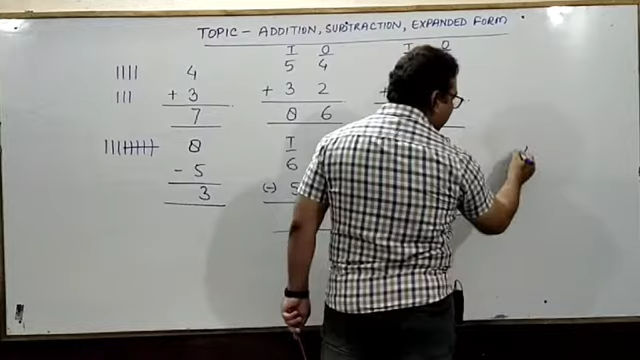 TOPIC - ADDITION, SUBTRACTION, EXPANDED FORM
4
+ 3
7
8
- 5
3
T O
5 4
+ 3 2
8 6
T
6
(-) 5
T O
+